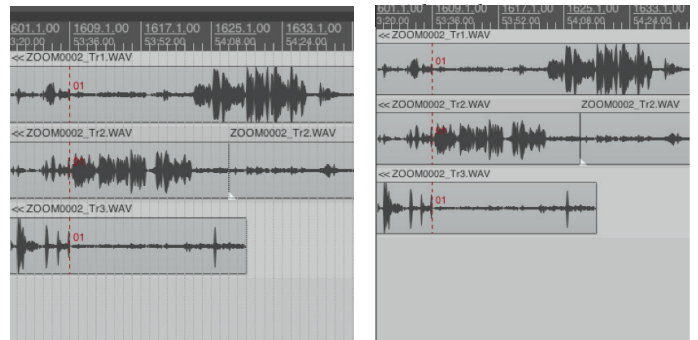 601.1.00 1609.1.00 1617.1.00 1625.1.00 1633.1.00
3:20.00 53:36.00 53:52.00 54:08.00 54:24.00
<< ZOOM0002_Tr1.WAV
01
<< ZOOM0002_Tr2.WAV ZOOM0002_Tr2.WAV
<< ZOOM0002_Tr3.WAV
01
601.1.00 1609.1.00 1617.1.00 1625.1.00 1633.1.00
3:20.00 53:36.00 53:52.00 54:08.00 54:24.00
<< ZOOM0002_Tr1.WAV
01
<< ZOOM0002_Tr2.WAV ZOOM0002_Tr2.WAV
<< ZOOM0002_Tr3.WAV
01